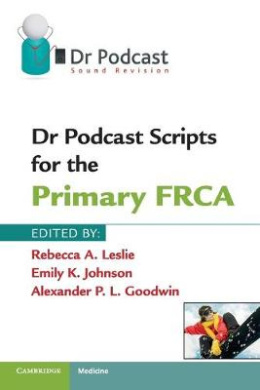 Dr Podcast
Sound Revision
Dr Podcast Scripts
for the
Primary FRCA
EDITED BY:
Rebecca A. Leslie
Emily K. Johnson
Alexander P. L. Goodwin
CAMBRIDGE
Medicine